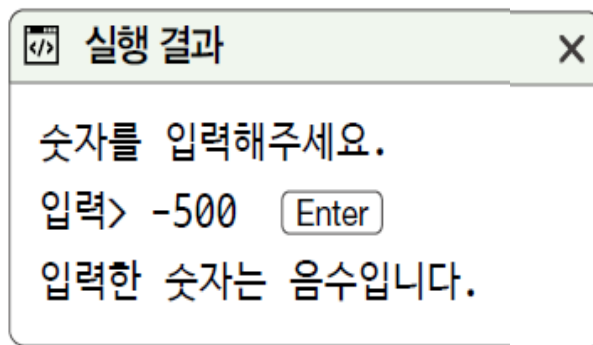 </> 실행 결과 ×
숫자를 입력해주세요.
입력> -500 Enter
입력한 숫자는 음수입니다.